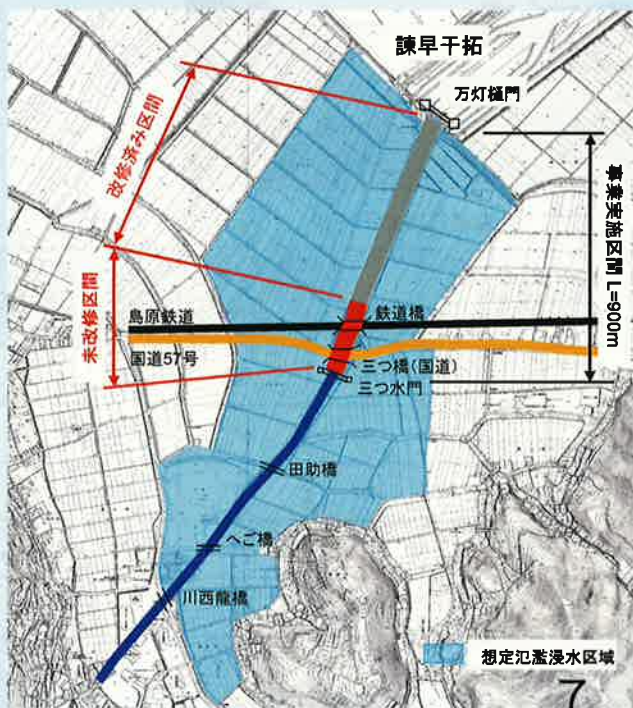 諫早干拓
万灯樋門
改修済み区間
事業実施区間 L=900m
未改修区間
島原鉄道
鉄道橋
国道57号
三つ橋(国道)
三つ水門
田助橋
へご橋
川西龍橋
想定氾濫浸水区域
7